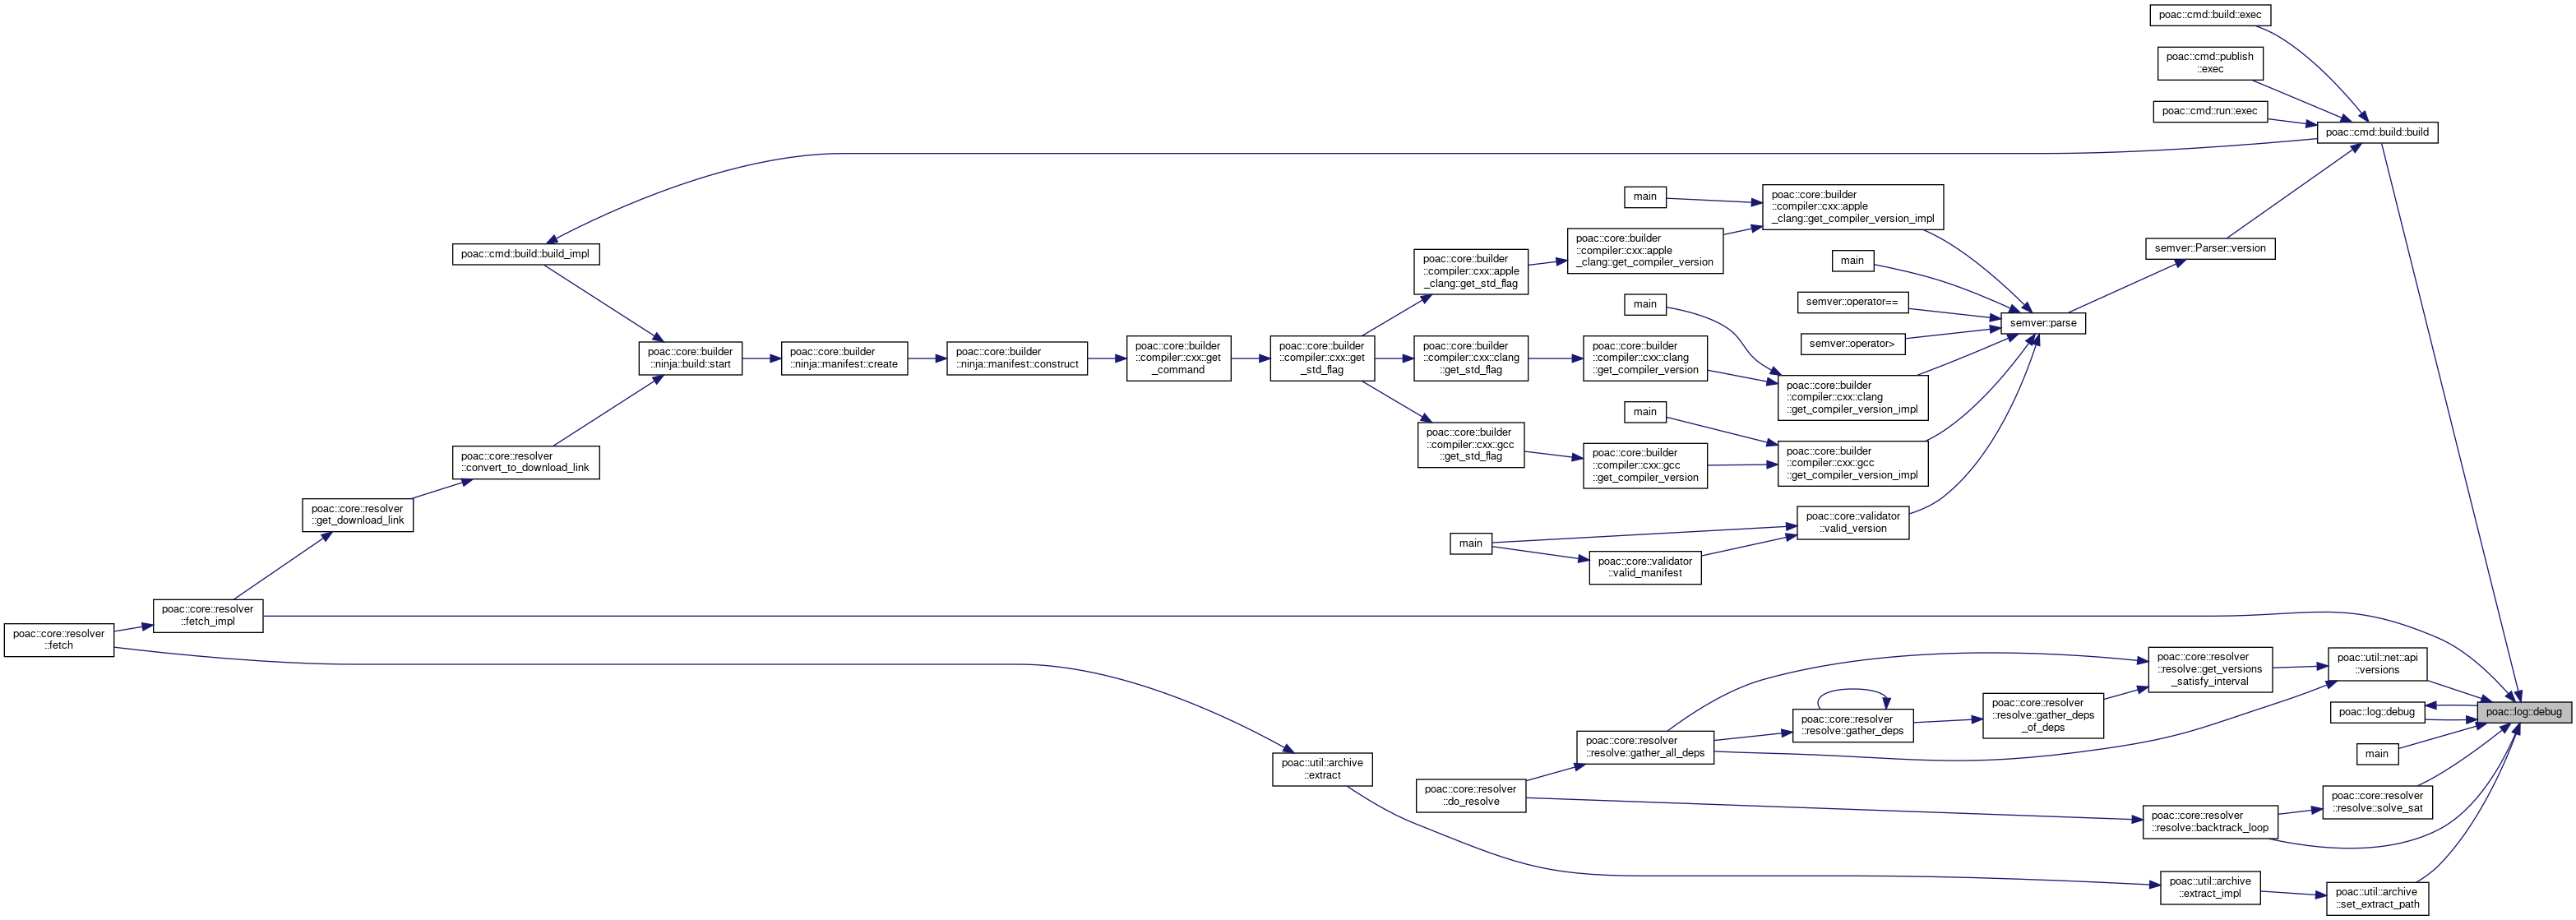 poac::cmd::build::exec
poac::cmd::publish
::exec
poac::cmd::run::exec
poac::cmd::build::build
main
poac::core::builder
::compiler::cxx::apple
_clang::get_compiler_version_impl
poac::core::builder
::compiler::cxx::apple
_clang::get_compiler_version
semver::Parser::version
poac::cmd::build::build_impl
poac::core::builder
::compiler::cxx::apple
_clang::get_std_flag
main
semver::operator==
main
semver::parse
semver::operator>
poac::core::builder
::ninja::build::start
poac::core::builder
::ninja::manifest::create
poac::core::builder
::ninja::manifest::construct
poac::core::builder
::compiler::cxx::get
_command
poac::core::builder
::compiler::cxx::get
_std_flag
poac::core::builder
::compiler::cxx::clang
::get_std_flag
poac::core::builder
::compiler::cxx::clang
::get_compiler_version
poac::core::builder
::compiler::cxx::clang
::get_compiler_version_impl
main
poac::core::resolver
::convert_to_download_link
poac::core::builder
::compiler::cxx::gcc
::get_std_flag
poac::core::builder
::compiler::cxx::gcc
::get_compiler_version
poac::core::builder
::compiler::cxx::gcc
::get_compiler_version_impl
poac::core::resolver
::get_download_link
poac::core::validator
::valid_version
main
poac::core::validator
::valid_manifest
poac::core::resolver
::fetch_impl
poac::core::resolver
::fetch
poac::core::resolver
::resolve::get_versions
_satisfy_interval
poac::util::net::api
::versions
poac::core::resolver
::resolve::gather_deps
poac::core::resolver
::resolve::gather_deps
_of_deps
poac::log::debug
poac::log::debug
poac::core::resolver
::resolve::gather_all_deps
main
poac::util::archive
::extract
poac::core::resolver
::do_resolve
poac::core::resolver
::resolve::solve_sat
poac::core::resolver
::resolve::backtrack_loop
poac::util::archive
::extract_impl
poac::util::archive
::set_extract_path